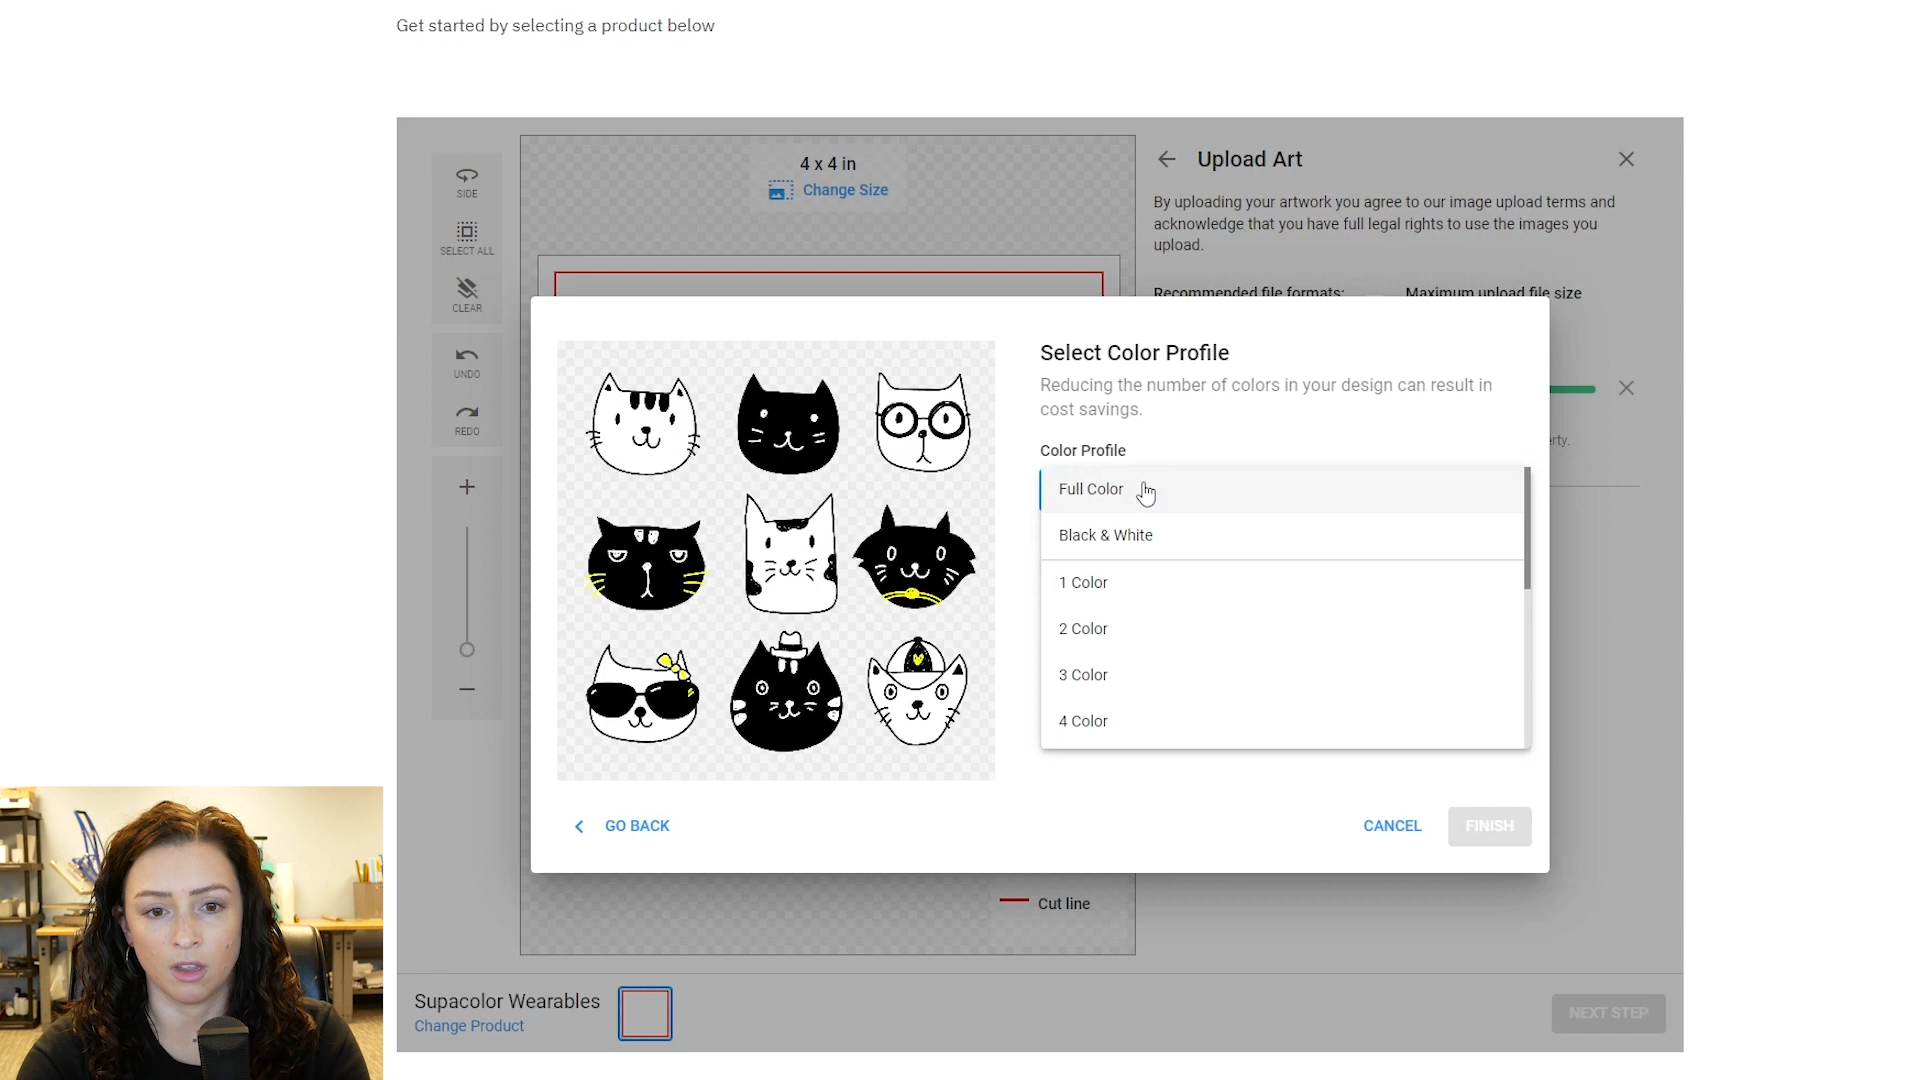 Get started by selecting a product below
SIDE
SELECT ALL
CLEAR
UNDO
REDO
4 x 4 in
Change Size
Upload Art
By uploading your artwork you agree to our image upload terms and
acknowledge that you have full legal rights to use the images you
upload.
Recommended file formats:
Maximum upload file size
erty.
Select Color Profile
Reducing the number of colors in your design can result in
cost savings.
Color Profile
Full Color
Black & White
1 Color
2 Color
3 Color
4 Color
GO BACK
CANCEL
FINISH
Cut line
Supacolor Wearables
Change Product
NEXT STEP